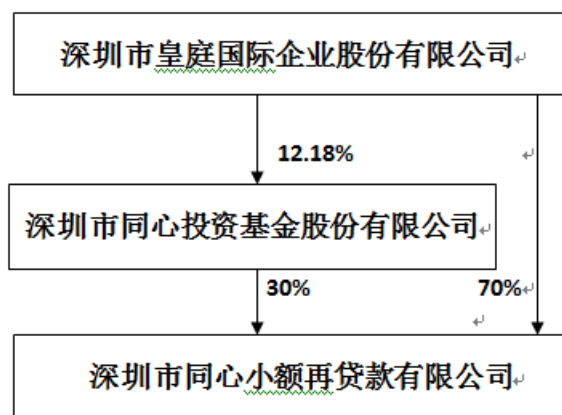 深圳市皇庭国际企业股份有限公司
12.18%
深圳市同心投资基金股份有限公司
30%
70%
深圳市同心小额再贷款有限公司